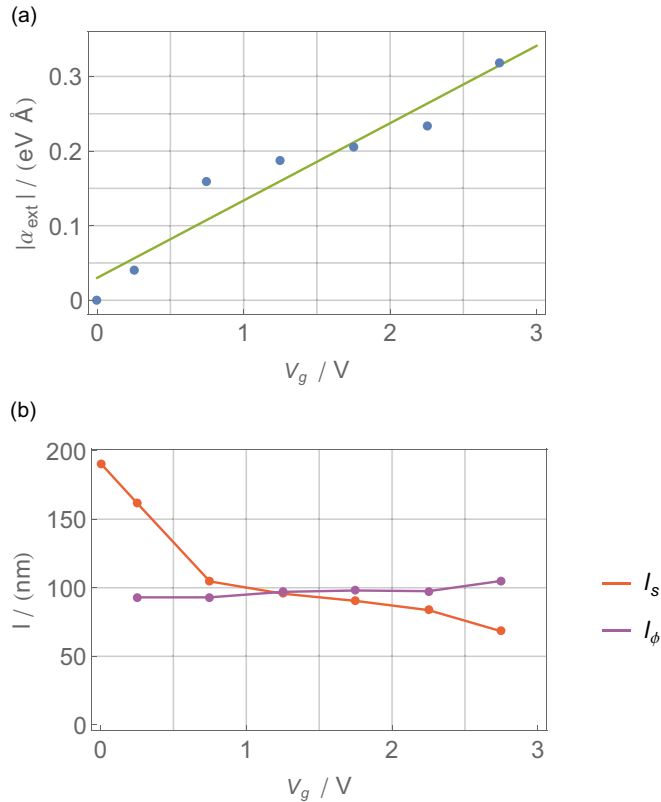 (a)
|α_ext| / (eV Å)
0.3
0.2
0.1
0
0 1 2 3
V_g / V
(b)
l / (nm)
200
150
100
50
0
0 1 2 3
V_g / V
l_s
l_ϕ